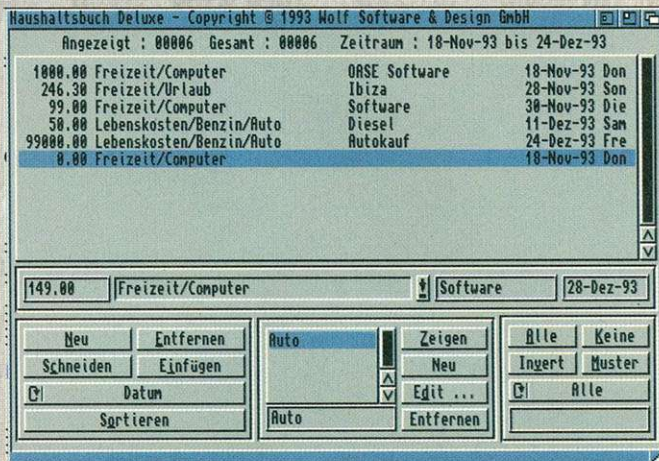 Haushaltsbuch Deluxe - Copyright © 1993 Wolf Software & Design GmbH
Angezeigt : 00006 Gesamt : 00006 Zeitraum : 18-Nov-93 bis 24-Dez-93
1000.00 Freizeit/Computer OASE Software 18-Nov-93 Don
246.30 Freizeit/Urlaub Ibiza 28-Nov-93 Son
99.00 Freizeit/Computer Software 30-Nov-93 Die
50.00 Lebenskosten/Benzin/Auto Diesel 11-Dez-93 Sam
99000.00 Lebenskosten/Benzin/Auto Autokauf 24-Dez-93 Fre
0.00 Freizeit/Computer 18-Nov-93 Don
149.00 Freizeit/Computer Software 28-Dez-93
Neu Entfernen Auto Zeigen Alle Keine
Schneiden Einfügen Neu Invert Muster
Datum Edit ... Alle
Sortieren Auto Entfernen